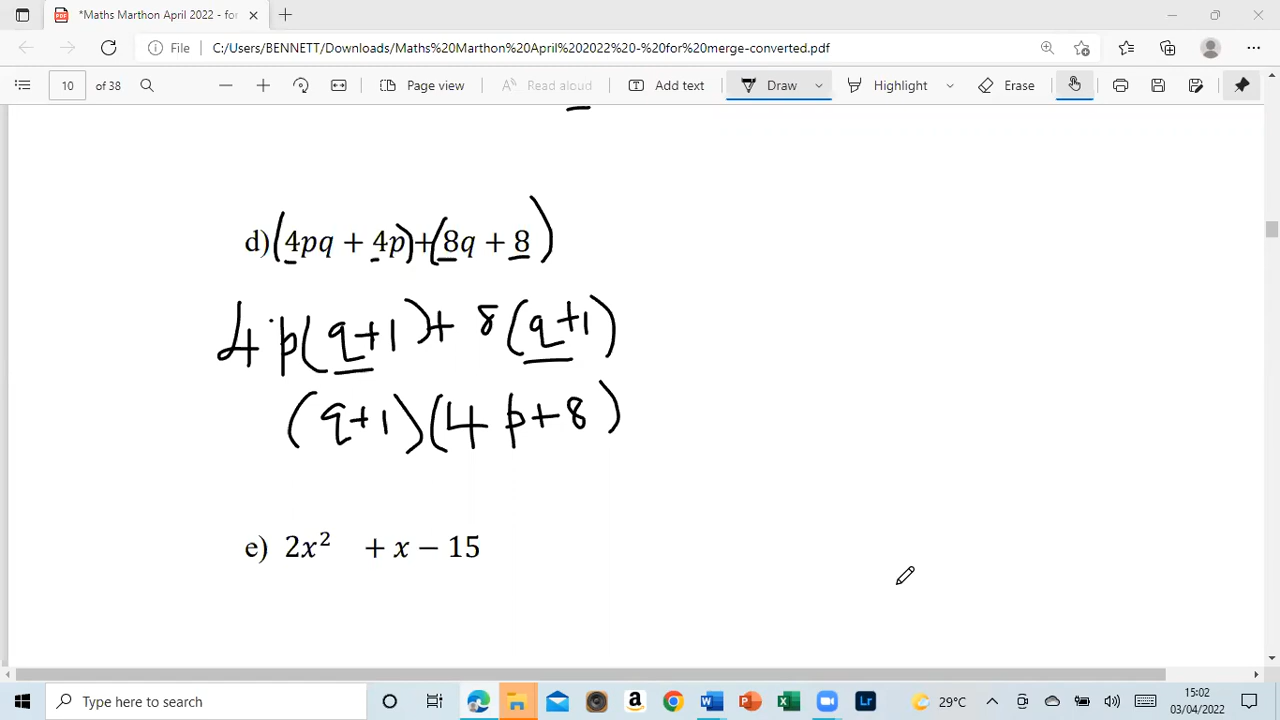 *Maths Marthon April 2022 - for
File C:/Users/BENNETT/Downloads/Maths%20Marthon%20April%202022%20-%20for%20merge-converted.pdf
10 of 38 Page view Read aloud Add text Draw Highlight Erase
d)(4pq + 4p)+(8q + 8)
4p(q+1)+ 8(q+1)
(q+1)(4p+8)
e) 2x² + x − 15
Type here to search 29°C 15:02
03/04/2022